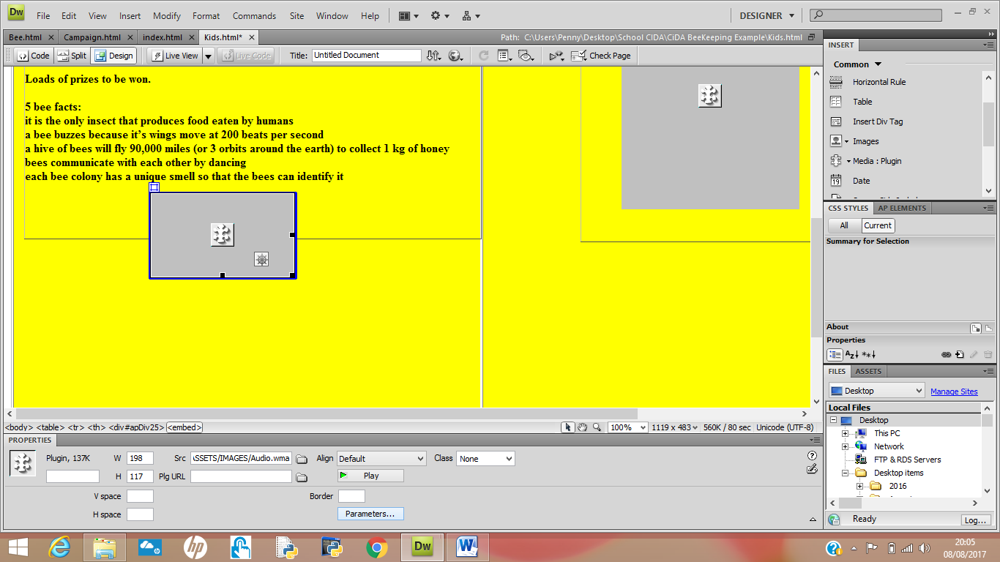 Dw File Edit View Insert Modify Format Commands Site Window Help DESIGNER
Bee.html Campaign.html index.html Kids.html* Path: C:\Users\Penny\Desktop\School CIDA\CiDA BeeKeeping Example\Kids.html
Code Split Design Live View Live Code Title: Untitled Document Check Page
Loads of prizes to be won.
5 bee facts:
it is the only insect that produces food eaten by humans
a bee buzzes because it's wings move at 200 beats per second
a hive of bees will fly 90,000 miles (or 3 orbits around the earth) to collect 1 kg of honey
bees communicate with each other by dancing
each bee colony has a unique smell so that the bees can identify it
INSERT
Common
Horizontal Rule
Table
Insert Div Tag
Images
Media : Plugin
19 Date
CSS STYLES AP ELEMENTS
All Current
Summary for Selection
About
Properties
FILES ASSETS
Desktop Manage Sites
Local Files
Desktop
This PC
Network
FTP & RDS Servers
Desktop items
2016
Ready Log...
<body> <table> <tr> <th> <div#apDiv25> <embed> 100% 1119 x 483 560K / 80 sec Unicode (UTF-8)
PROPERTIES
Plugin, 137K W 198 Src \SSETS/IMAGES/Audio.wma Align Default Class None
H 117 Plg URL Play
V space Border
H space Parameters...
hp Dw W
20:05
08/08/2017